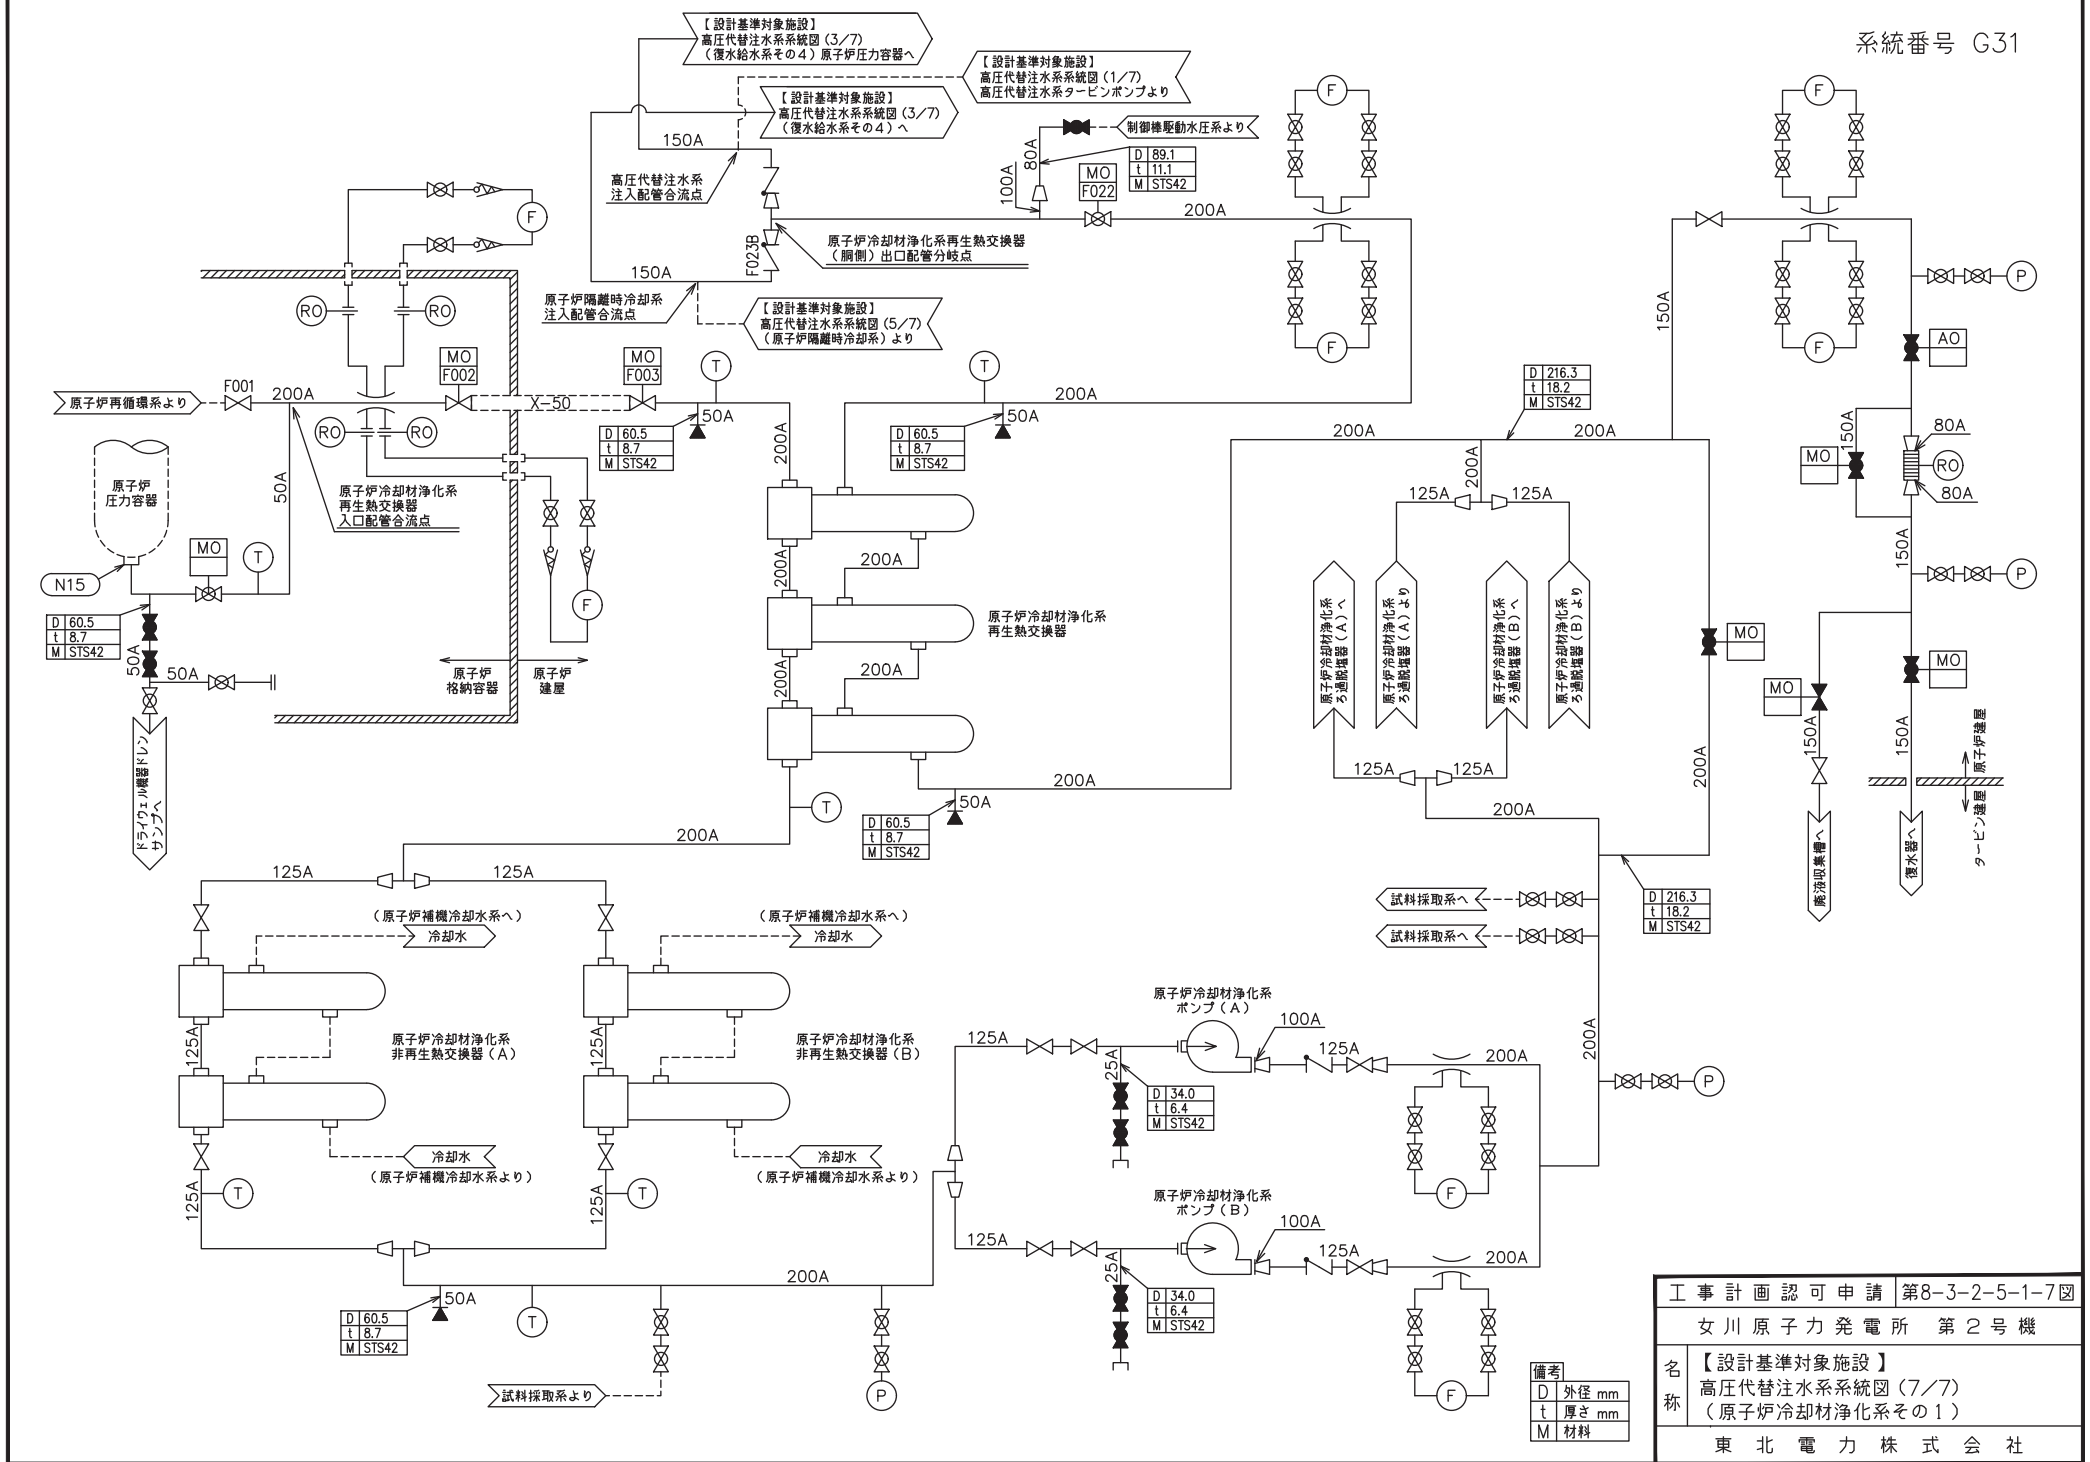 系統番号 G31
【設計基準対象施設】
高圧代替注水系系統図(3/7)
(復水給水系その4)原子炉圧力容器へ
【設計基準対象施設】
高圧代替注水系系統図(1/7)
高圧代替注水系タービンポンプより
【設計基準対象施設】
高圧代替注水系系統図(3/7)
(復水給水系その4)へ
150A
高圧代替注水系
注入配管合流点
制御棒駆動水圧系より
80A
100A
D 89.1
t 11.1
M STS42
MO
F022
200A
F
F
F
F
原子炉冷却材浄化系再生熱交換器
(胴側)出口配管分岐点
F023B
150A
原子炉隔離時冷却系
注入配管合流点
【設計基準対象施設】
高圧代替注水系系統図(5/7)
(原子炉隔離時冷却系)より
F
RO
RO
RO
RO
原子炉再循環系より
F001
200A
MO
F002
X-50
MO
F003
T
50A
D 60.5
t 8.7
M STS42
200A
T
200A
50A
D 60.5
t 8.7
M STS42
原子炉
圧力容器
50A
原子炉冷却材浄化系
再生熱交換器
入口配管合流点
N15
MO
T
D 60.5
t 8.7
M STS42
50A
50A
ドライウェル機器ドレン
サンプへ
F
原子炉
格納容器
原子炉
建屋
200A
200A
200A
200A
原子炉冷却材浄化系
再生熱交換器
200A
50A
D 60.5
t 8.7
M STS42
T
200A
200A
200A
D 216.3
t 18.2
M STS42
200A
125A
125A
原子炉冷却材浄化系
ろ過脱塩器(A)へ
原子炉冷却材浄化系
ろ過脱塩器(A)より
原子炉冷却材浄化系
ろ過脱塩器(B)へ
原子炉冷却材浄化系
ろ過脱塩器(B)より
125A
125A
200A
MO
200A
D 216.3
t 18.2
M STS42
150A
P
AO
150A
MO
80A
RO
80A
150A
P
MO
MO
150A
150A
原子炉建屋
タービン建屋
廃液収集槽へ
復水器へ
試料採取系へ
試料採取系へ
200A
P
125A
125A
(原子炉補機冷却水系へ)
冷却水
(原子炉補機冷却水系へ)
冷却水
125A
原子炉冷却材浄化系
非再生熱交換器(A)
125A
原子炉冷却材浄化系
非再生熱交換器(B)
冷却水
(原子炉補機冷却水系より)
冷却水
(原子炉補機冷却水系より)
125A
T
125A
T
200A
50A
D 60.5
t 8.7
M STS42
T
試料採取系より
P
125A
25A
D 34.0
t 6.4
M STS42
原子炉冷却材浄化系
ポンプ(A)
100A
125A
200A
F
125A
25A
D 34.0
t 6.4
M STS42
原子炉冷却材浄化系
ポンプ(B)
100A
125A
200A
F
備考
D 外径 mm
t 厚さ mm
M 材料
工事計画認可申請 第8-3-2-5-1-7図
女川原子力発電所 第2号機
名称
【設計基準対象施設】
高圧代替注水系系統図(7/7)
(原子炉冷却材浄化系その1)
東北電力株式会社